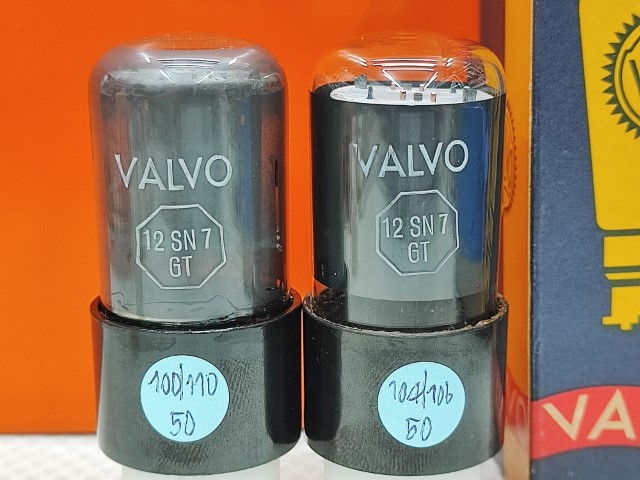 VALVO
12 SN 7
GT
100/110
50
VALVO
12 SN 7
GT
104/106
50
VA